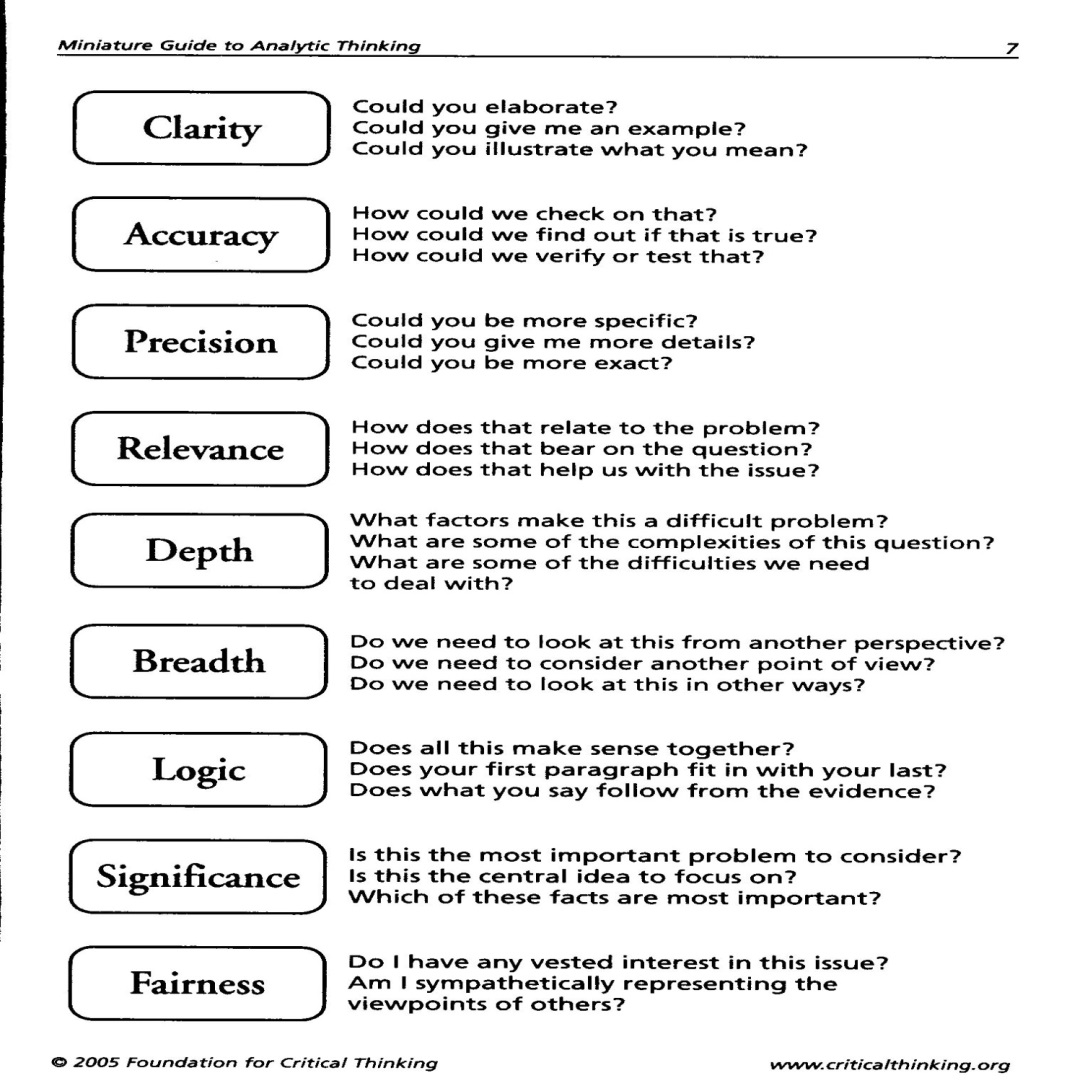 Miniature Guide to Analytic Thinking 7
Clarity
Could you elaborate?
Could you give me an example?
Could you illustrate what you mean?
Accuracy
How could we check on that?
How could we find out if that is true?
How could we verify or test that?
Precision
Could you be more specific?
Could you give me more details?
Could you be more exact?
Relevance
How does that relate to the problem?
How does that bear on the question?
How does that help us with the issue?
Depth
What factors make this a difficult problem?
What are some of the complexities of this question?
What are some of the difficulties we need
to deal with?
Breadth
Do we need to look at this from another perspective?
Do we need to consider another point of view?
Do we need to look at this in other ways?
Logic
Does all this make sense together?
Does your first paragraph fit in with your last?
Does what you say follow from the evidence?
Significance
Is this the most important problem to consider?
Is this the central idea to focus on?
Which of these facts are most important?
Fairness
Do I have any vested interest in this issue?
Am I sympathetically representing the
viewpoints of others?
© 2005 Foundation for Critical Thinking www.criticalthinking.org